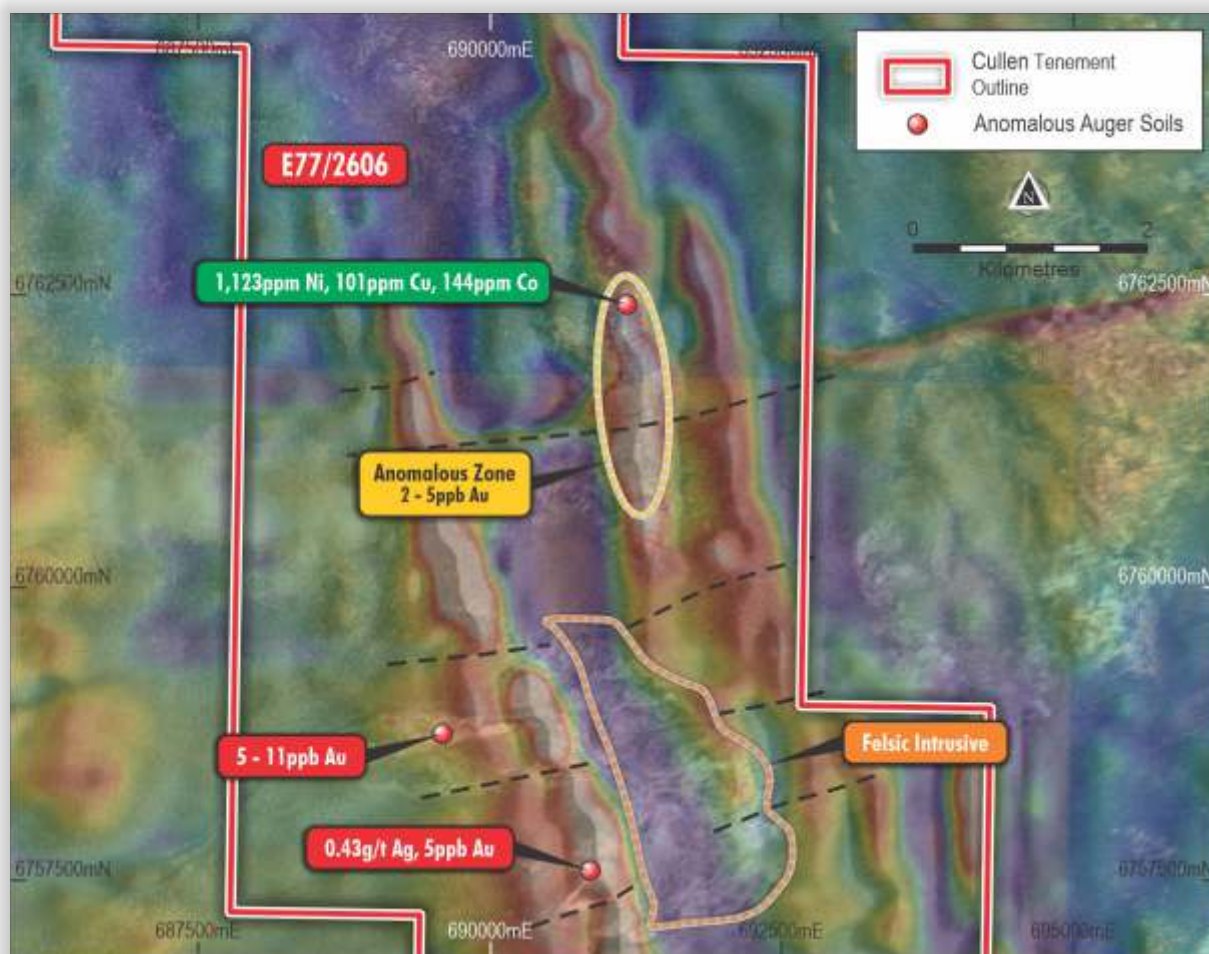 687500mE
690000mE
692500mE
Cullen Tenement
Outline
Anomalous Auger Soils
E77/2606
N
0
2
Kilometres
1,123ppm Ni, 101ppm Cu, 144ppm Co
6762500mN
6762500mN
Anomalous Zone
2 - 5ppb Au
6760000mN
6760000mN
5 - 11ppb Au
Felsic Intrusive
0.43g/t Ag, 5ppb Au
6757500mN
6757500mN
687500mE
690000mE
692500mE
695000mE